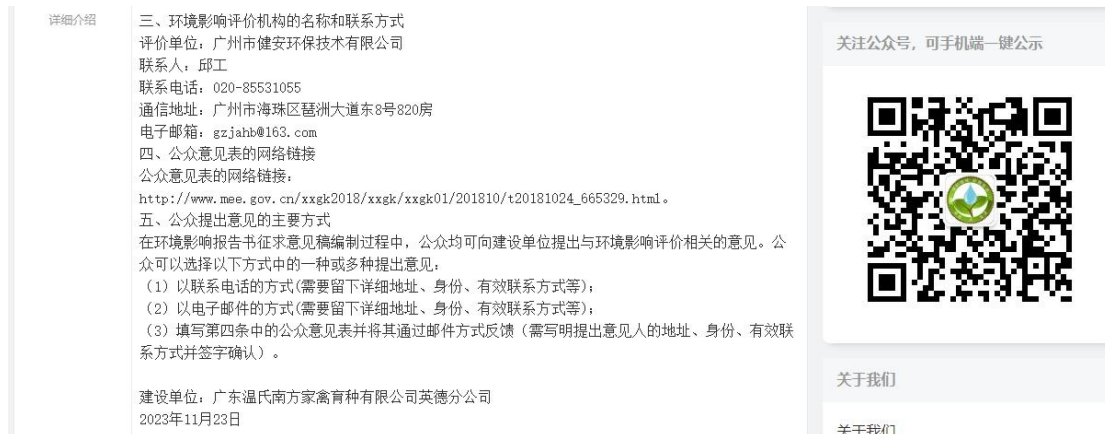 详细介绍
三、环境影响评价机构的名称和联系方式
评价单位：广州市健安环保技术有限公司
联系人：邱工
联系电话：020-85531055
通信地址：广州市海珠区琶洲大道东8号820房
电子邮箱：gzjahb@163.com
四、公众意见表的网络链接
公众意见表的网络链接：
http://www.mee.gov.cn/xxgk2018/xxgk/xxgk01/201810/t20181024_665329.html。
五、公众提出意见的主要方式
在环境影响报告书征求意见稿编制过程中，公众均可向建设单位提出与环境影响评价相关的意见。公
众可以选择以下方式中的一种或多种提出意见：
（1）以联系电话的方式(需要留下详细地址、身份、有效联系方式等)；
（2）以电子邮件的方式(需要留下详细地址、身份、有效联系方式等)；
（3）填写第四条中的公众意见表并将其通过邮件方式反馈（需写明提出意见人的地址、身份、有效联
系方式并签字确认）。
建设单位：广东温氏南方家禽育种有限公司英德分公司
2023年11月23日
关注公众号，可手机端一键公示
关于我们
关于我们